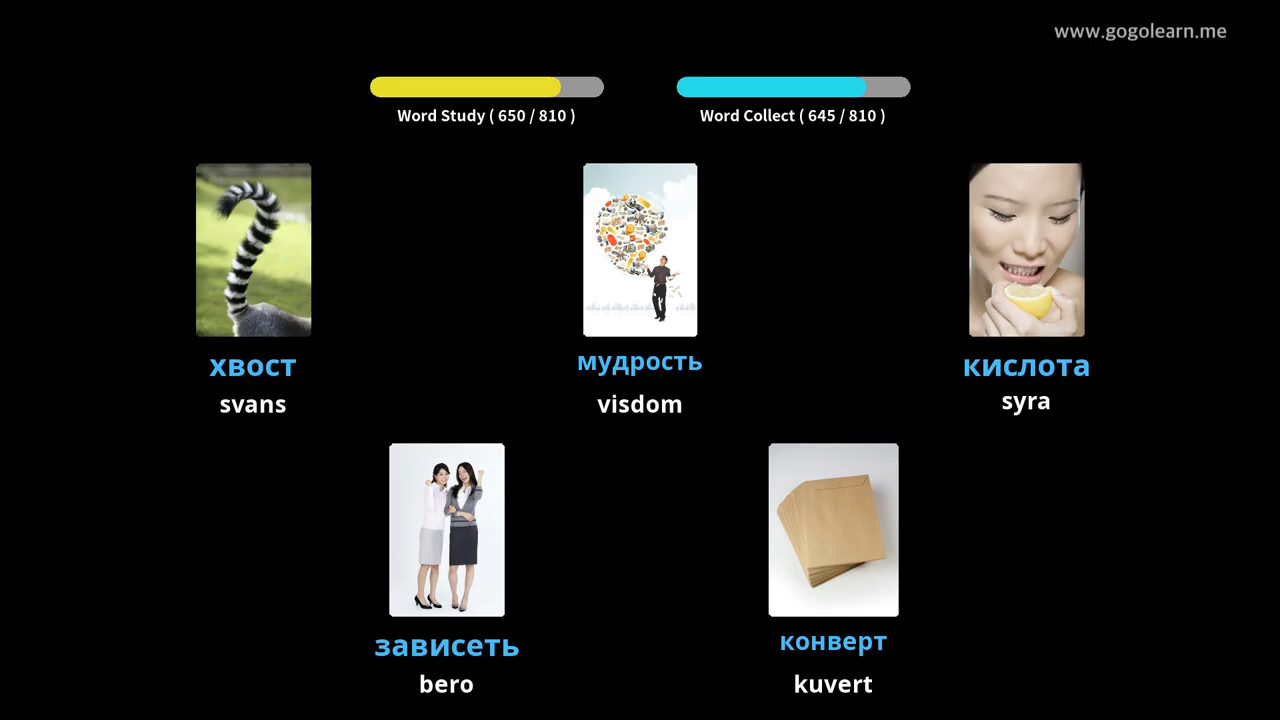 www.gogolearn.me
Word Study ( 650 / 810 )
Word Collect ( 645 / 810 )
хвост
svans
мудрость
visdom
кислота
syra
зависеть
bero
конверт
kuvert